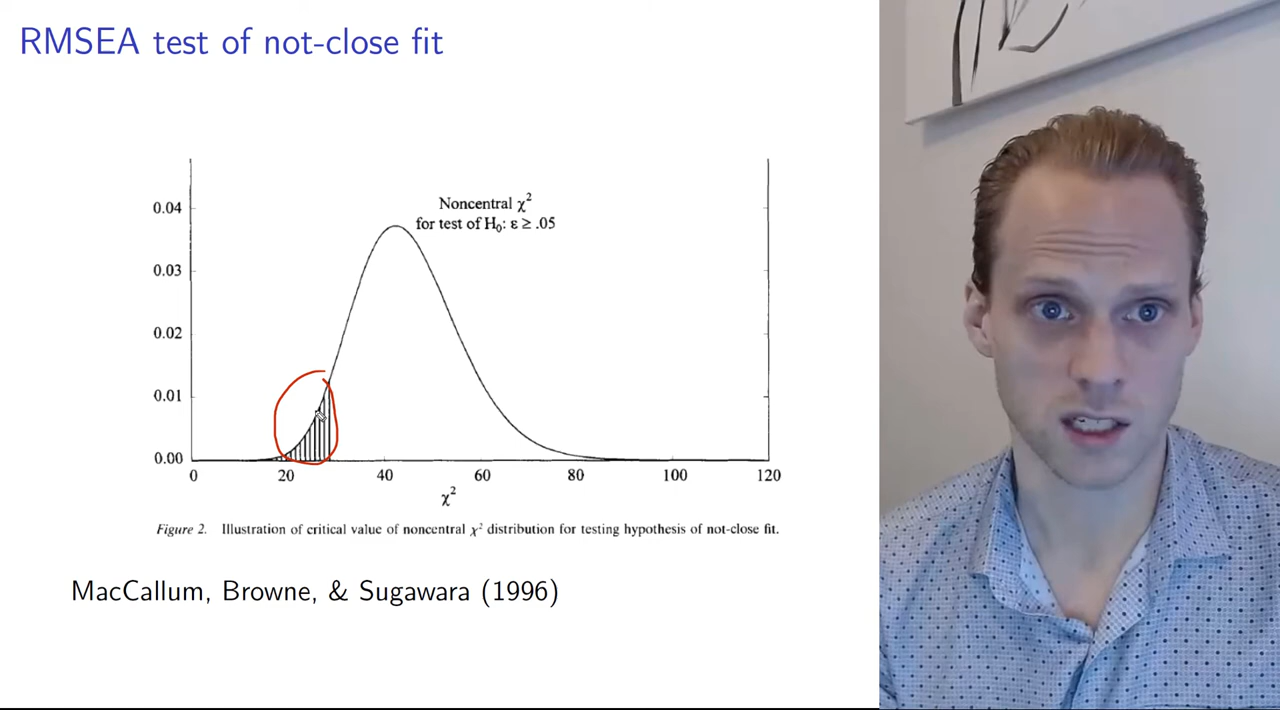 RMSEA test of not-close fit
0.04
0.03
0.02
0.01
0.00
Noncentral χ²
for test of H₀: ε ≥ .05
0 20 40 60 80 100 120
χ²
Figure 2. Illustration of critical value of noncentral χ² distribution for testing hypothesis of not-close fit.
MacCallum, Browne, & Sugawara (1996)